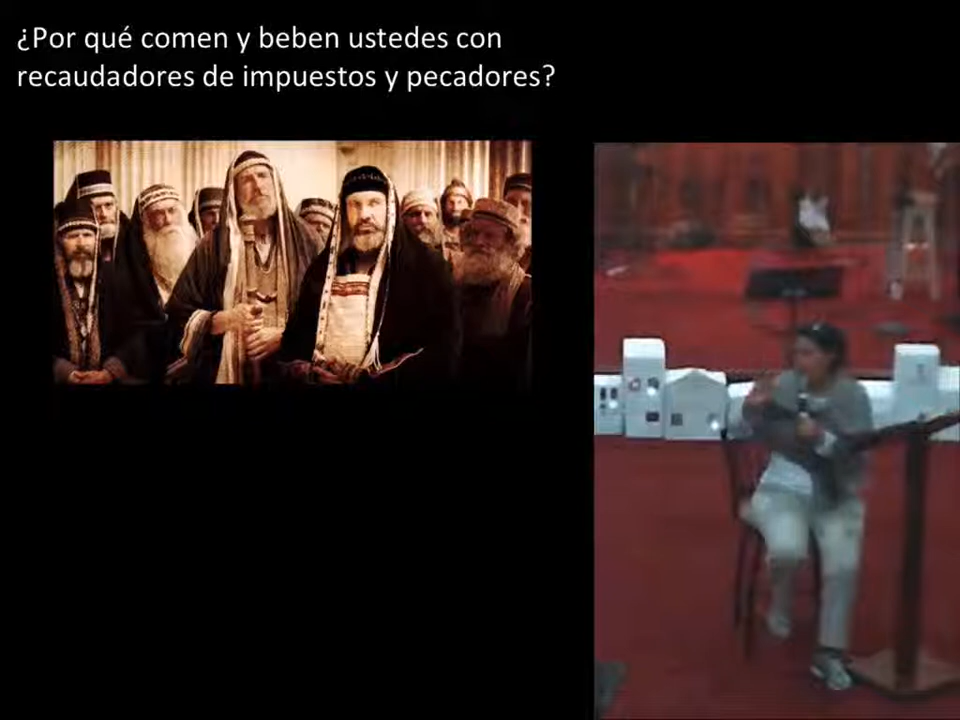 ¿Por qué comen y beben ustedes con
recaudadores de impuestos y pecadores?